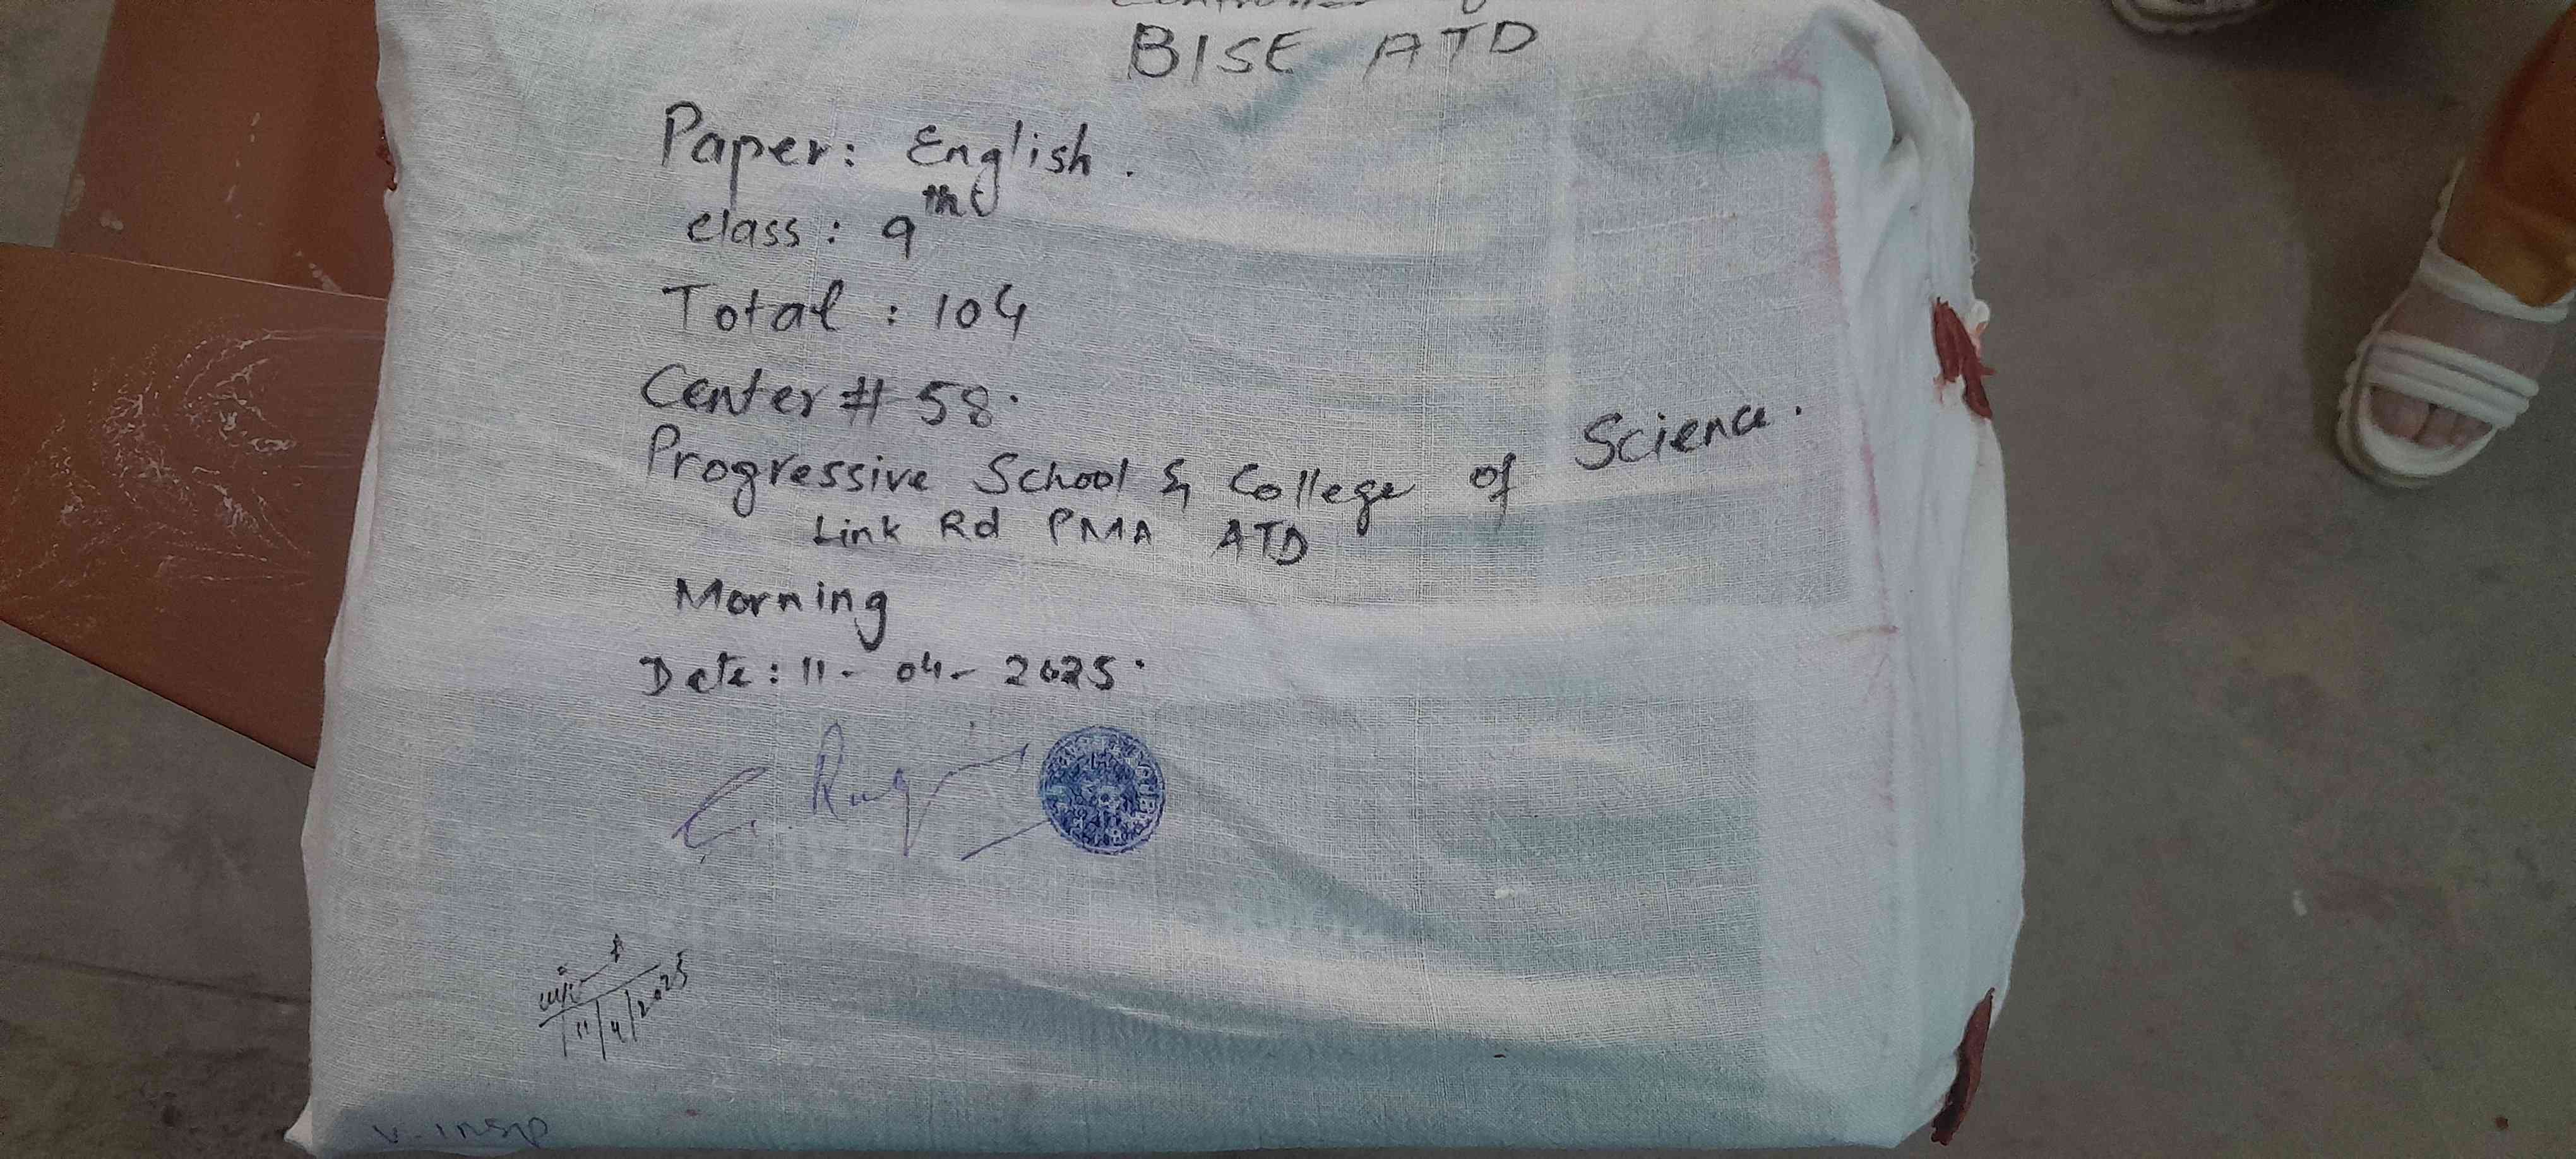 BISE ATD
Paper: English.
class: 9th
Total: 104
Center # 58.
Progressive School & College of Science.
Link Rd PMA ATD
Morning
Date: 11-04-2025.
11/4/2025
V. Insp